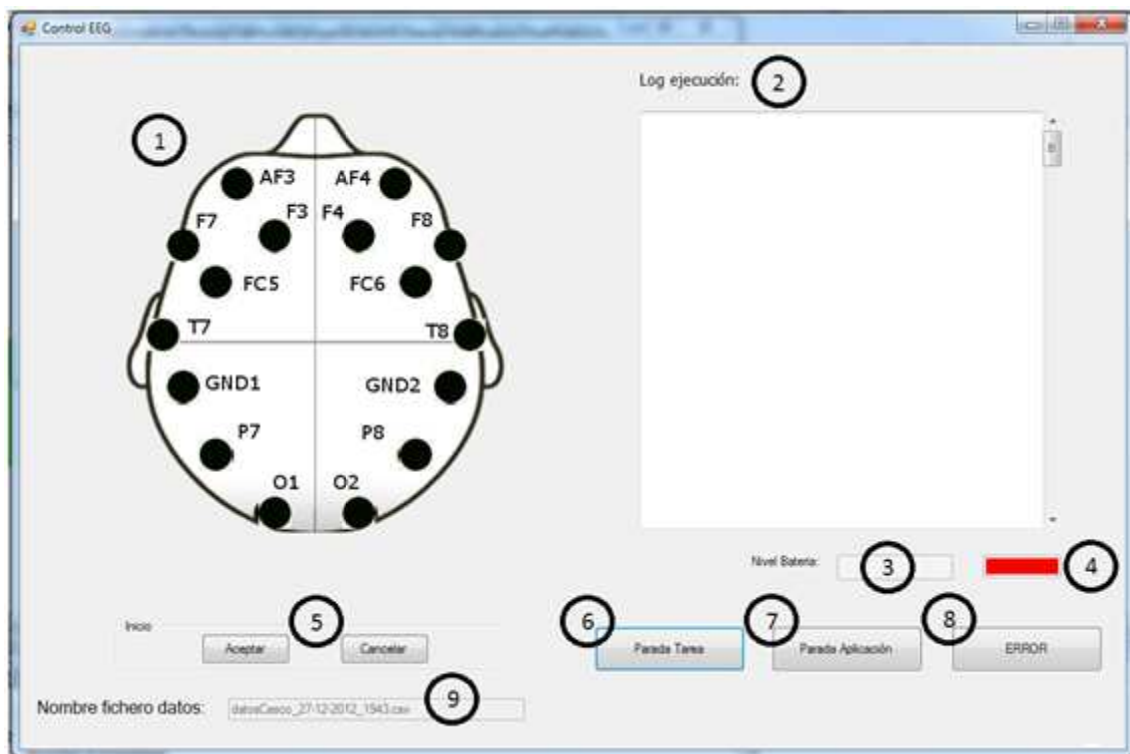 Control EEG
Log ejecución:
2
1
AF3 AF4
F7 F3 F4 F8
FC5 FC6
T7 T8
GND1 GND2
P7 P8
O1 O2
Nivel Bateria:
3
4
Inicio
5
Aceptar
Cancelar
6
Parada Tarea
7
Parada Aplicación
8
ERROR
Nombre fichero datos:
datosCasco_27-12-2012_1943.csv
9